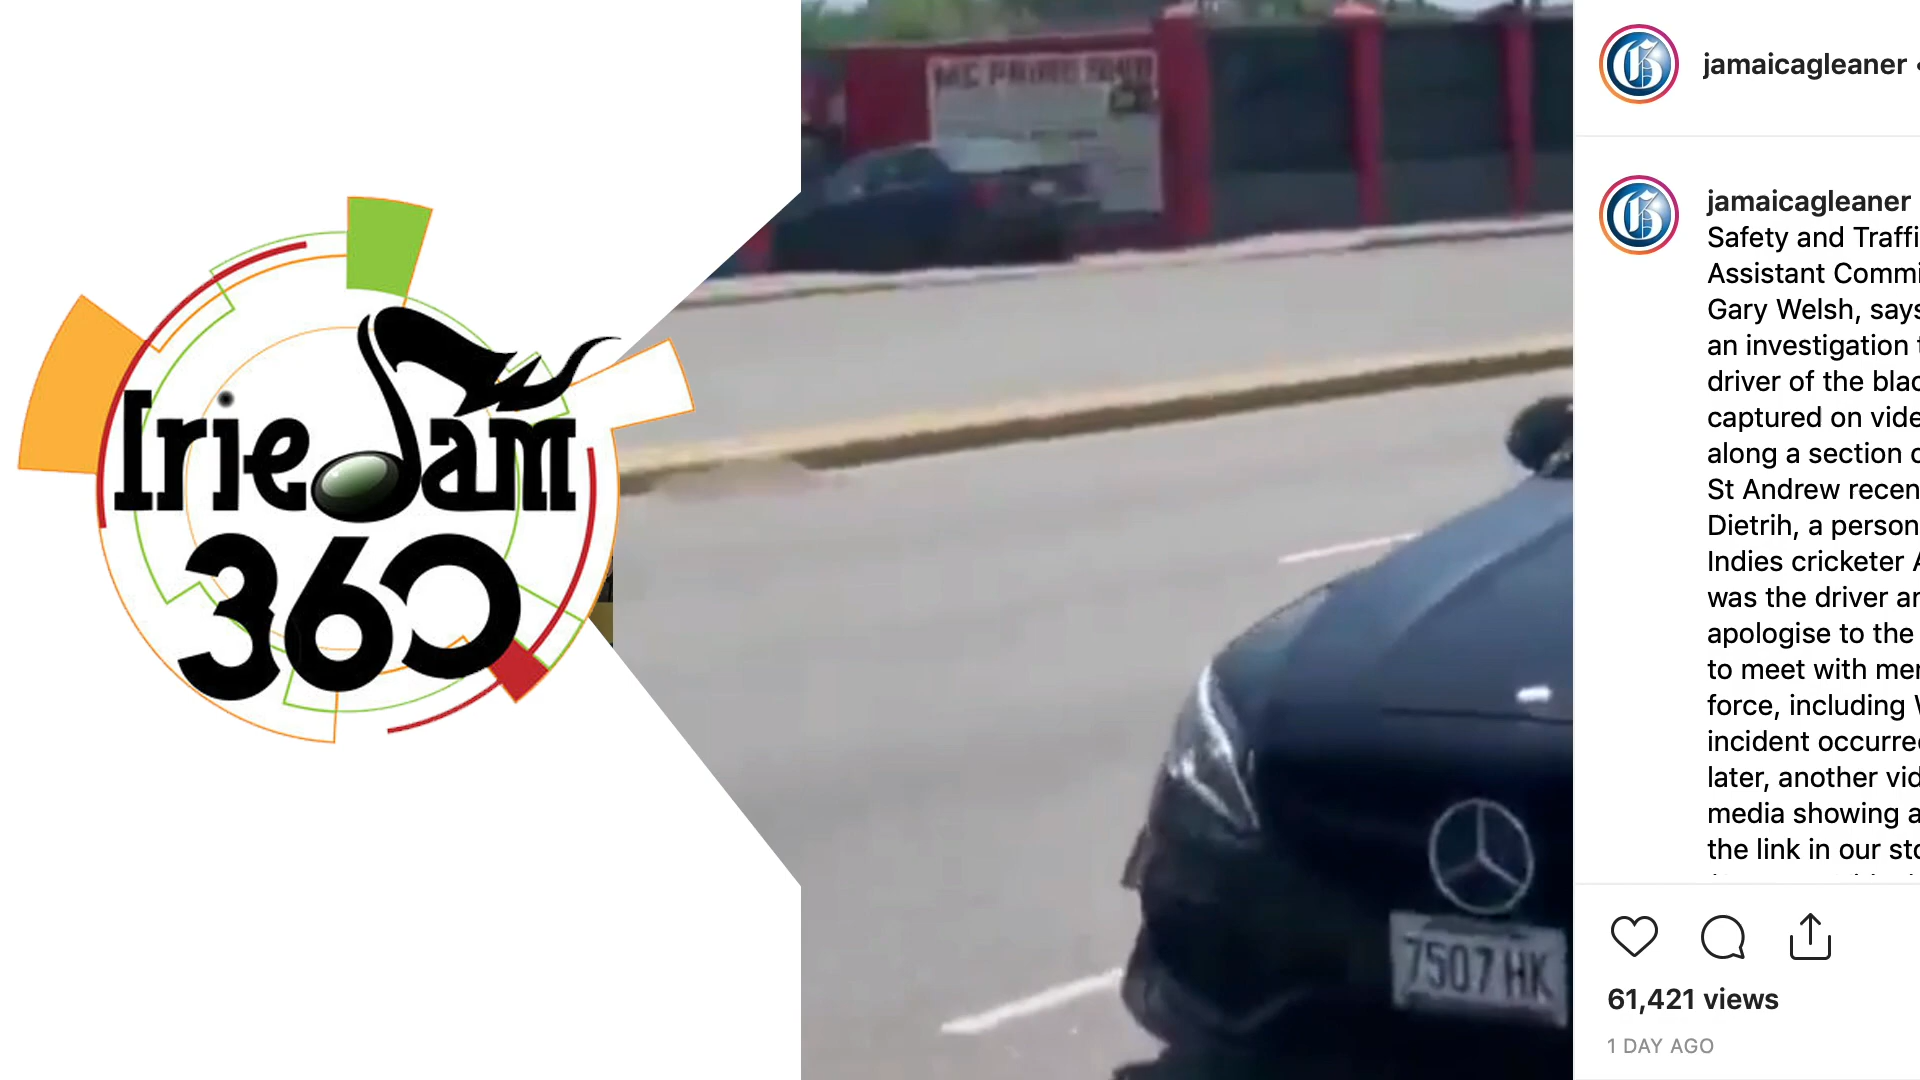 Irie Jam
360
7507 HK
jamaicagleaner
jamaicagleaner
Safety and Traffi
Assistant Commi
Gary Welsh, says
an investigation
driver of the blac
captured on vide
along a section
St Andrew recen
Dietrih, a person
Indies cricketer A
was the driver an
apologise to the
to meet with mer
force, including
incident occurre
later, another vid
media showing a
the link in our sto
61,421 views
1 DAY AGO